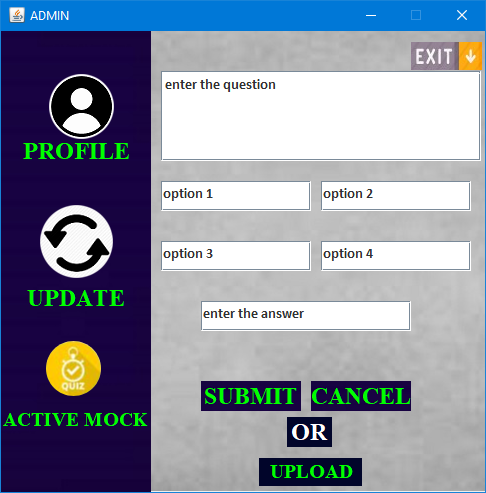 ADMIN
EXIT
enter the question
PROFILE
option 1
option 2
option 3
option 4
UPDATE
enter the answer
QUIZ
SUBMIT
CANCEL
ACTIVE MOCK
OR
UPLOAD